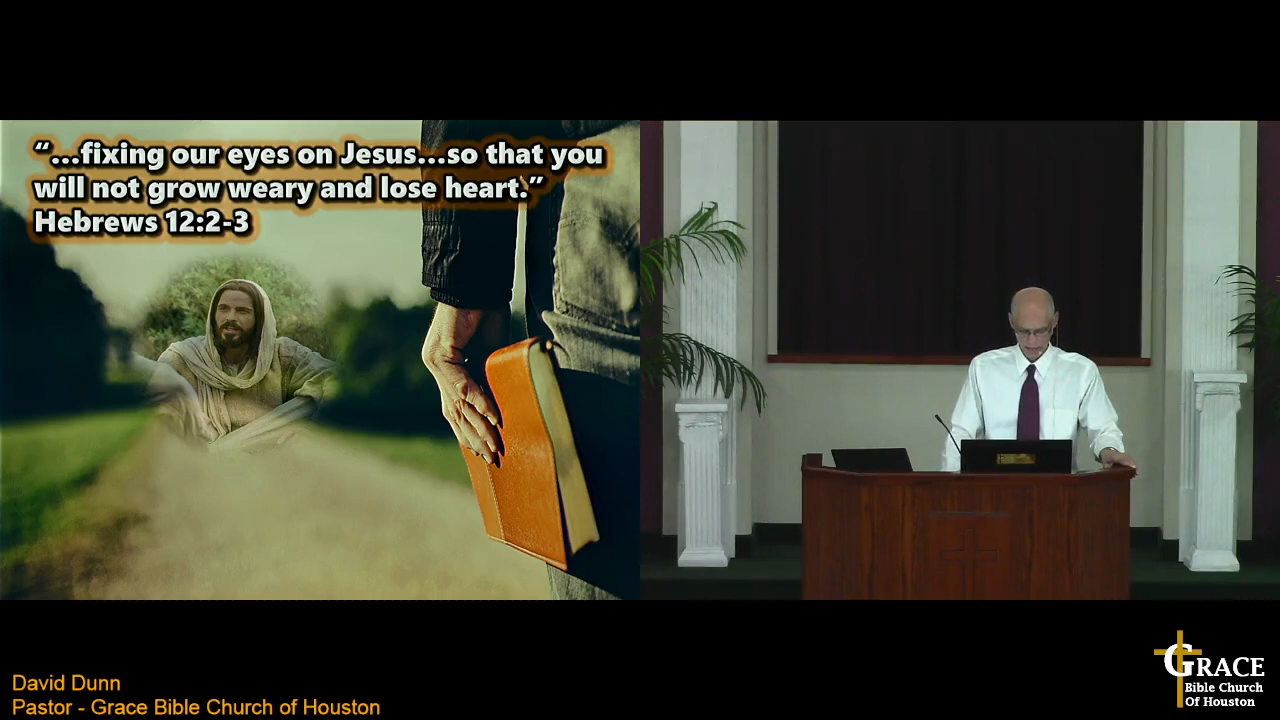 “...fixing our eyes on Jesus...so that you
will not grow weary and lose heart.”
Hebrews 12:2-3
David Dunn
Pastor - Grace Bible Church of Houston
GRACE
Bible Church
Of Houston